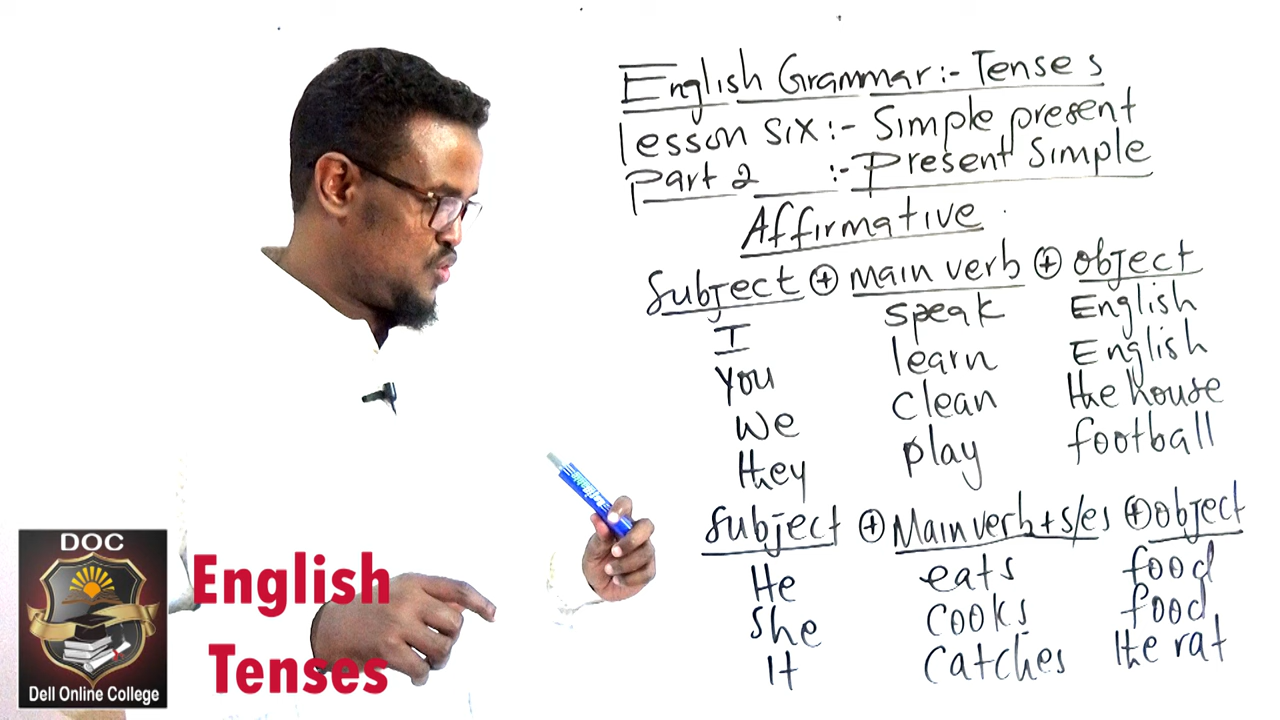 English Grammar:- Tenses
lesson six:- Simple present
Part 2 :- Present Simple
Affirmative
Subject + main verb + object
I speak English
you learn English
we clean the house
they play football
subject + Main verb + s/es + object
He eats food
She cooks food
It catches the rat
DOC
Dell Online College
English
Tenses